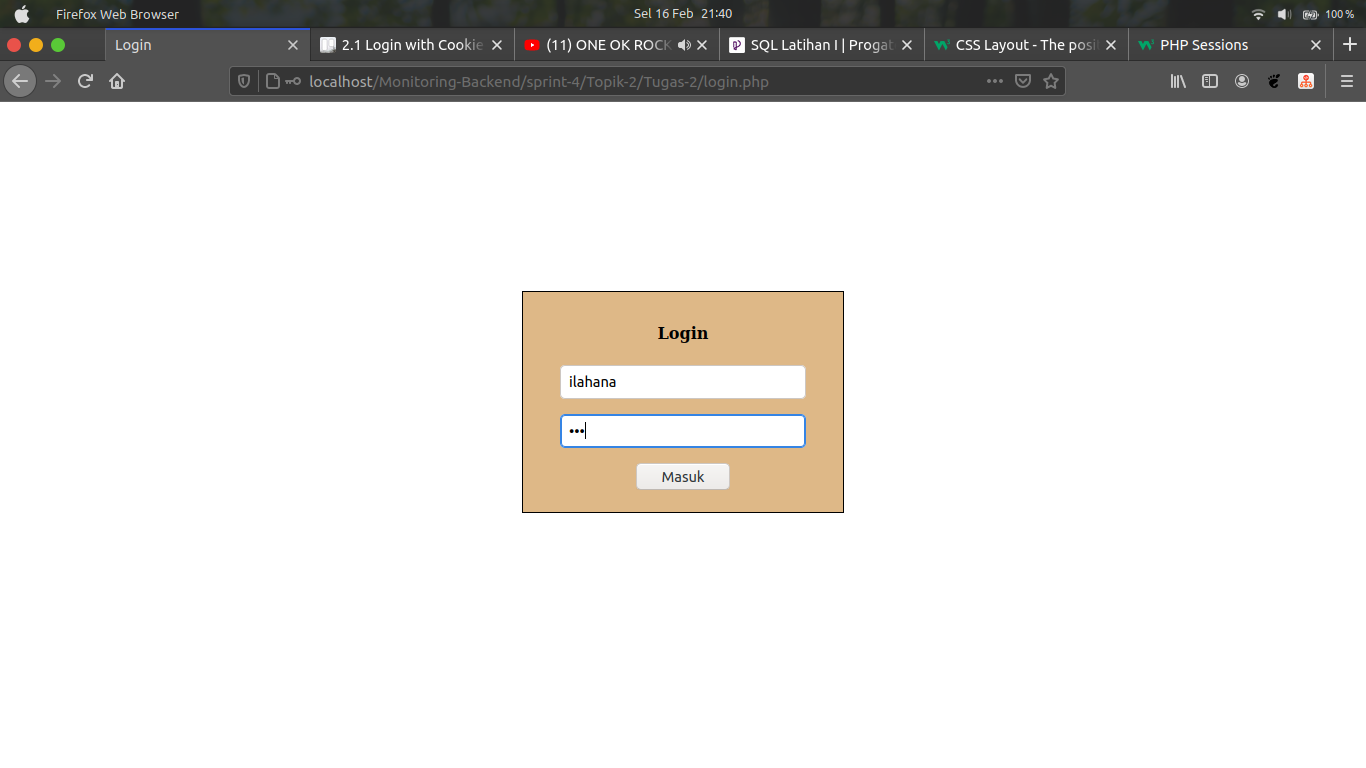 Firefox Web Browser
Sel 16 Feb 21:40
100 %
Login
2.1 Login with Cookie
(11) ONE OK ROCK
SQL Latihan I | Progat
CSS Layout - The posi
PHP Sessions
localhost/Monitoring-Backend/sprint-4/Topik-2/Tugas-2/login.php
Login
ilahana
•••
Masuk